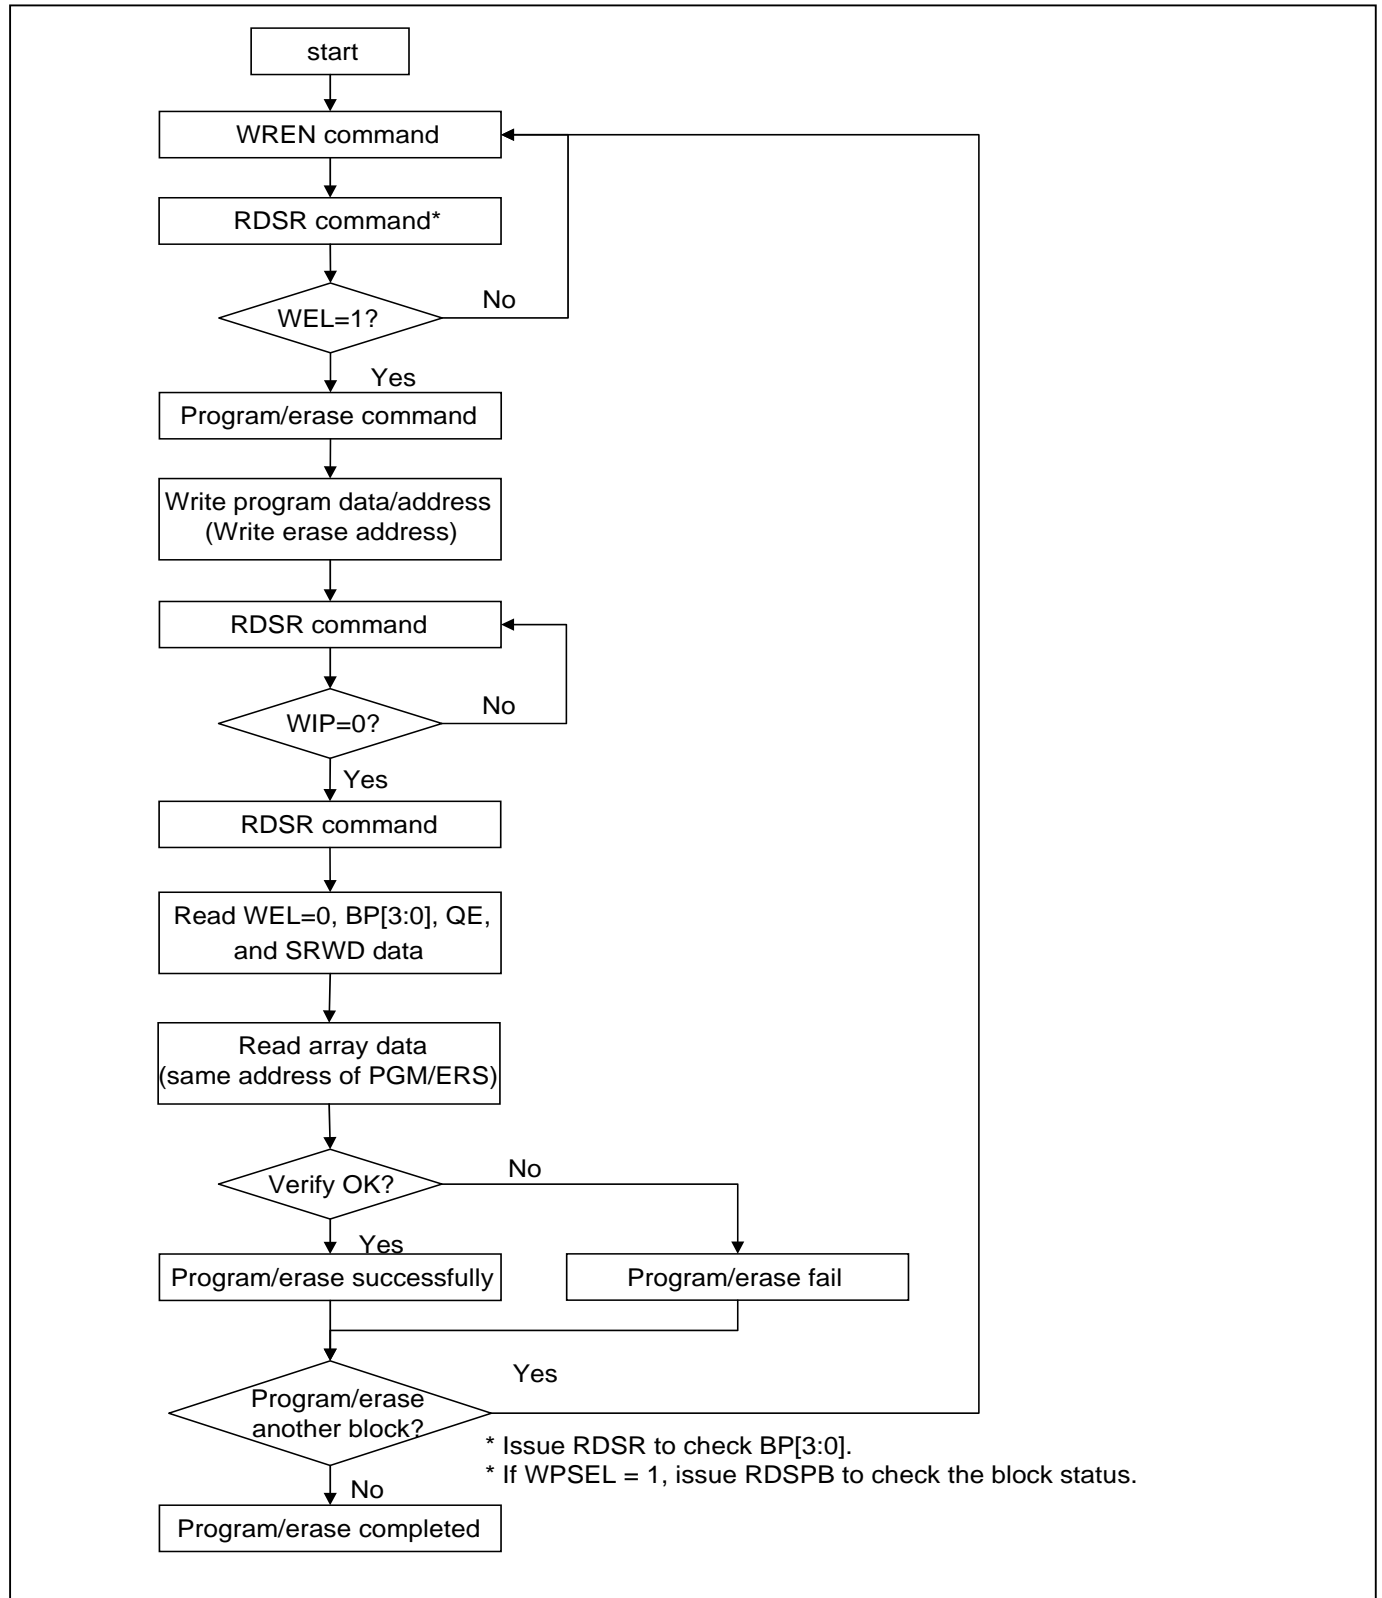 start
WREN command
RDSR command*
WEL=1?
No
Yes
Program/erase command
Write program data/address
(Write erase address)
RDSR command
WIP=0?
No
Yes
RDSR command
Read WEL=0, BP[3:0], QE,
and SRWD data
Read array data
(same address of PGM/ERS)
Verify OK?
No
Yes
Program/erase successfully
Program/erase fail
Program/erase
another block?
Yes
* Issue RDSR to check BP[3:0].
* If WPSEL = 1, issue RDSPB to check the block status.
No
Program/erase completed